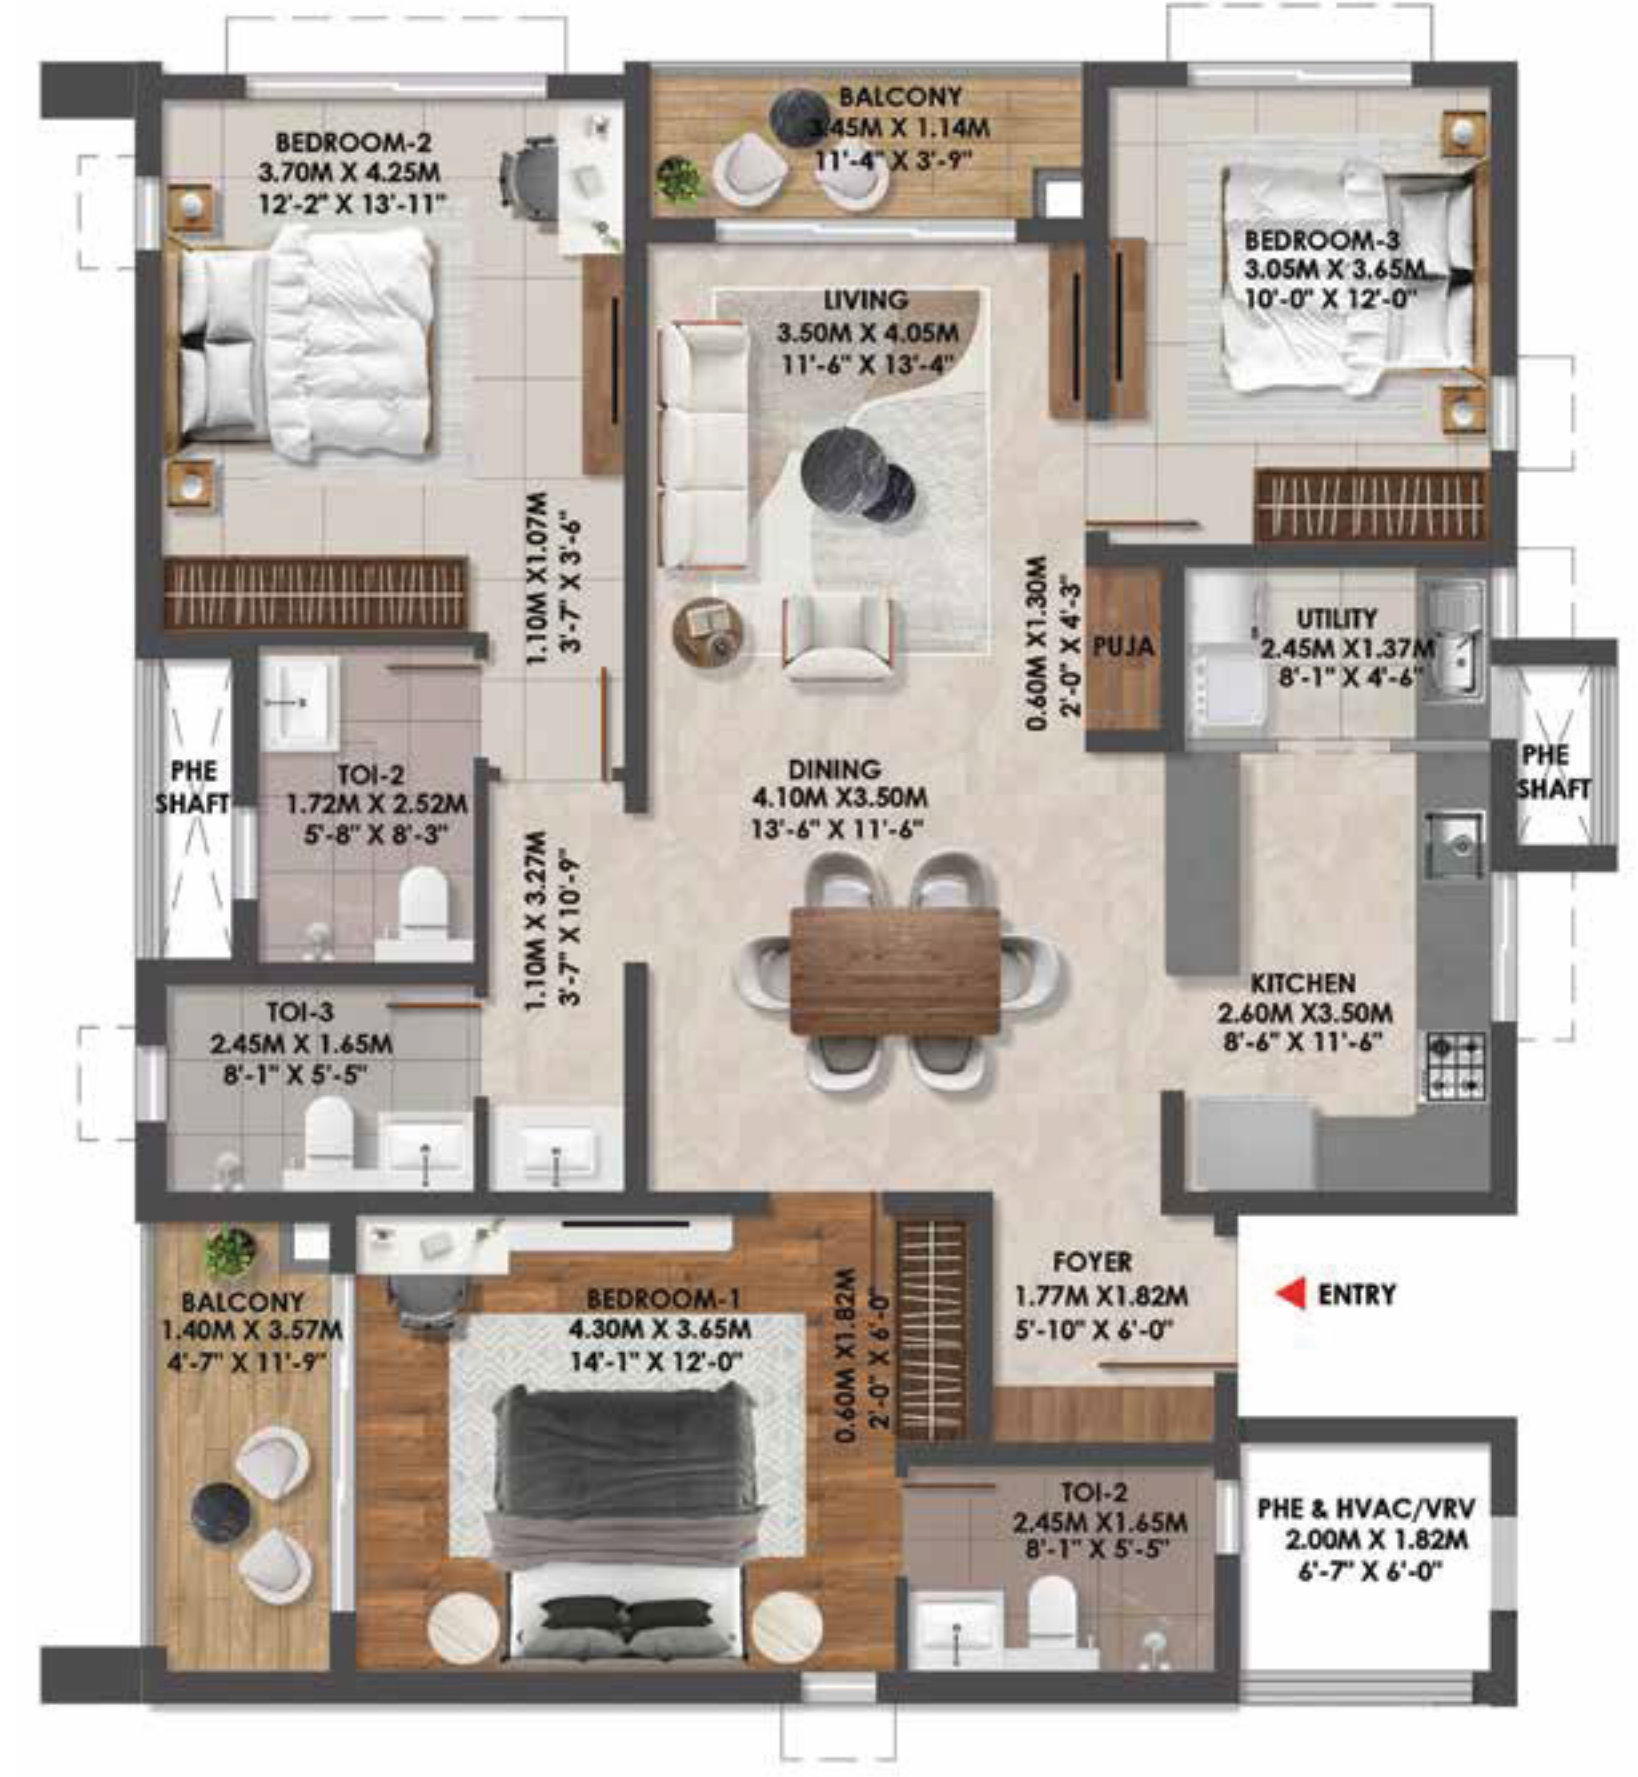 BALCONY
3.45M X 1.14M
11'-4" X 3'-9"
BEDROOM-2
3.70M X 4.25M
12'-2" X 13'-11"
BEDROOM-3
3.05M X 3.65M
10'-0" X 12'-0"
LIVING
3.50M X 4.05M
11'-6" X 13'-4"
1.10M X1.07M
3'-7" X 3'-6"
0.60M X1.30M
2'-0" X 4'-3"
PUJA
UTILITY
2.45M X1.37M
8'-1" X 4'-6"
PHE
SHAFT
TOI-2
1.72M X 2.52M
5'-8" X 8'-3"
DINING
4.10M X3.50M
13'-6" X 11'-6"
PHE
SHAFT
1.10M X 3.27M
3'-7" X 10'-9"
KITCHEN
2.60M X3.50M
8'-6" X 11'-6"
TOI-3
2.45M X 1.65M
8'-1" X 5'-5"
BALCONY
1.40M X 3.57M
4'-7" X 11'-9"
BEDROOM-1
4.30M X 3.65M
14'-1" X 12'-0"
0.60M X1.82M
2'-0" X 6'-0"
FOYER
1.77M X1.82M
5'-10" X 6'-0"
ENTRY
TOI-2
2.45M X1.65M
8'-1" X 5'-5"
PHE & HVAC/VRV
2.00M X 1.82M
6'-7" X 6'-0"